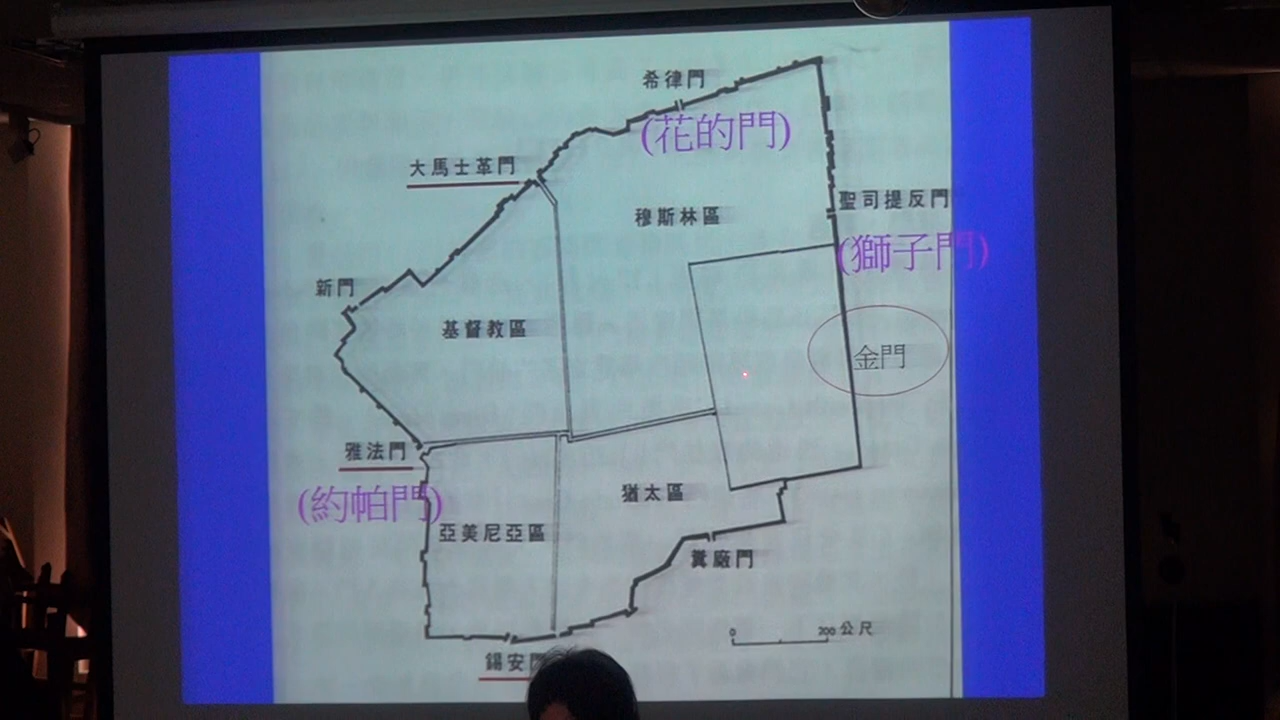 希律門
(花的門)
大馬士革門
聖司提反門
穆斯林區
(獅子門)
新門
基督教區
金門
雅法門
(約帕門)
猶太區
亞美尼亞區
糞廠門
0 200公尺
錫安門